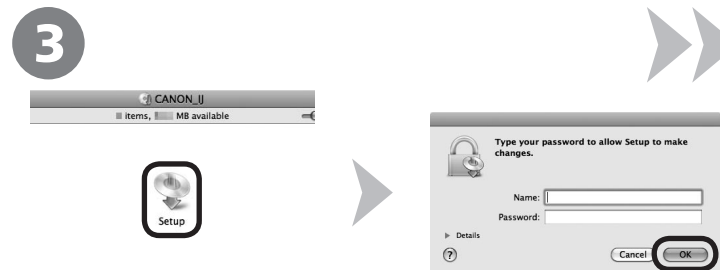 3
CANON_IJ
items, MB available
Setup
Type your password to allow Setup to make
changes.
Name:
Password:
Details
?
Cancel
OK